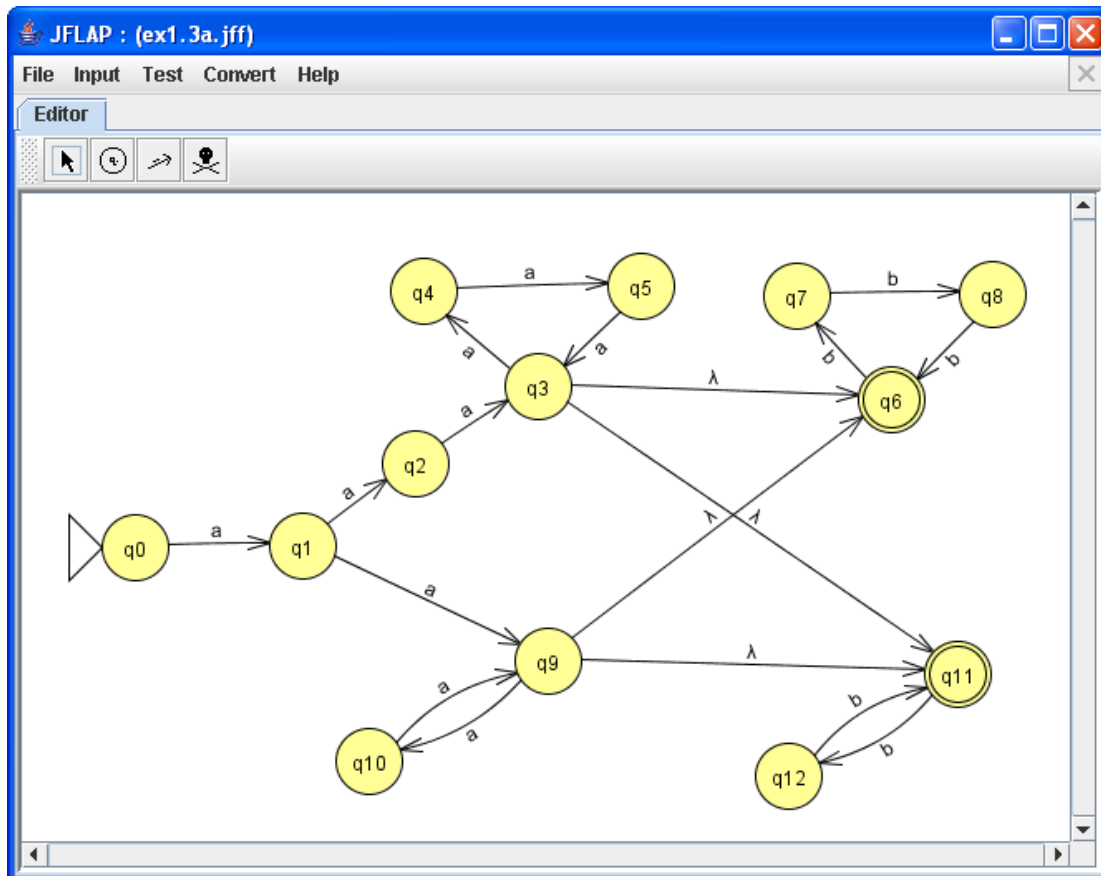 JFLAP : (ex1.3a.jff)
File Input Test Convert Help
Editor
q
q4 a q5
q7 b q8
a a
b b
q3 λ q6
a
q2
a
q0 a q1
λ λ
a
q9 λ q11
a a
b b
q10 q12